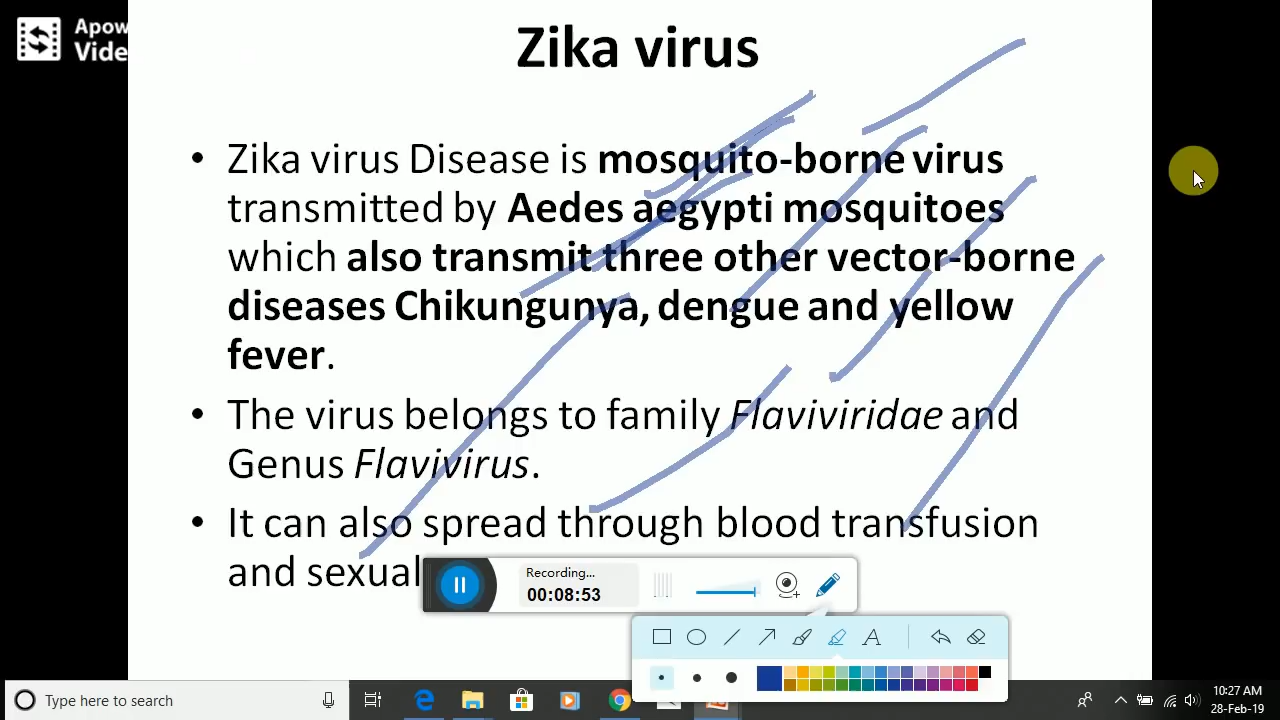 Apow
Vide
Zika virus
• Zika virus Disease is mosquito-borne virus
transmitted by Aedes aegypti mosquitoes
which also transmit three other vector-borne
diseases Chikungunya, dengue and yellow
fever.
• The virus belongs to family Flaviviridae and
Genus Flavivirus.
• It can also spread through blood transfusion
and sexual
Recording...
00:08:53
A
Type here to search
10:27 AM
28-Feb-19